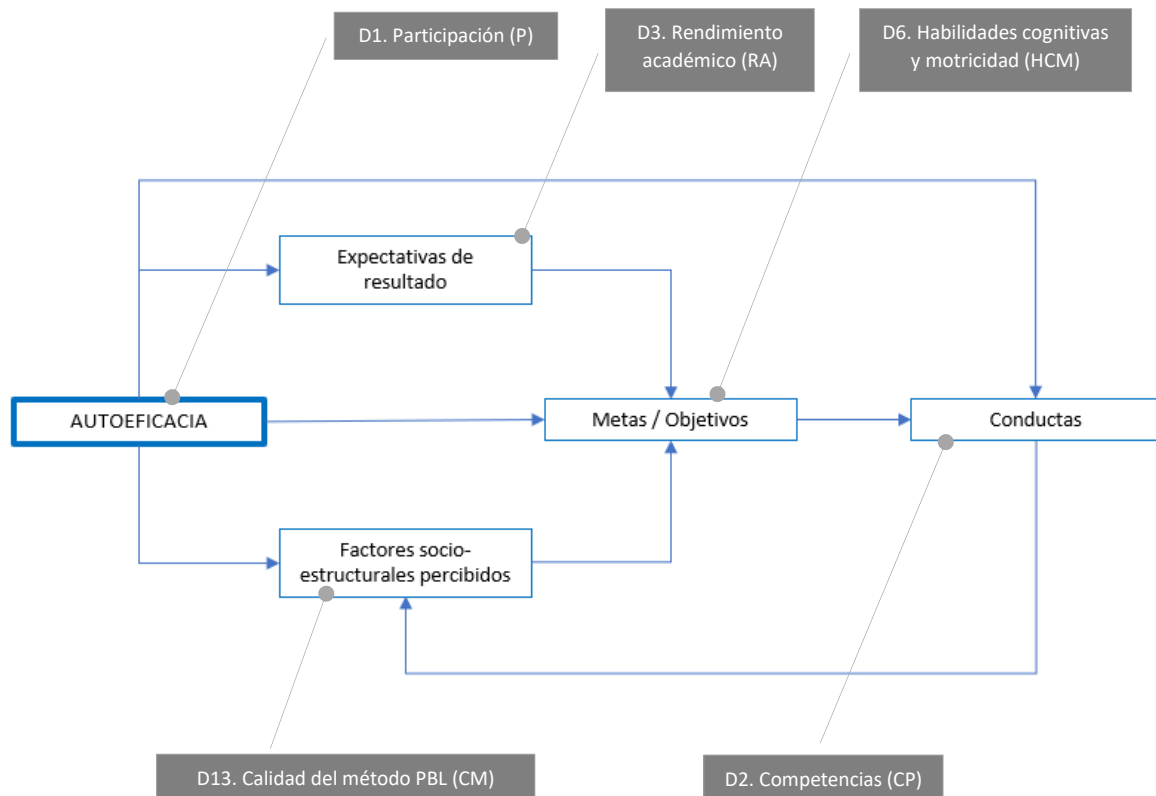 D1. Participación (P)
D3. Rendimiento
académico (RA)
D6. Habilidades cognitivas
y motricidad (HCM)
Expectativas de
resultado
AUTOEFICACIA
Metas / Objetivos
Conductas
Factores socio-
estructurales percibidos
D13. Calidad del método PBL (CM)
D2. Competencias (CP)